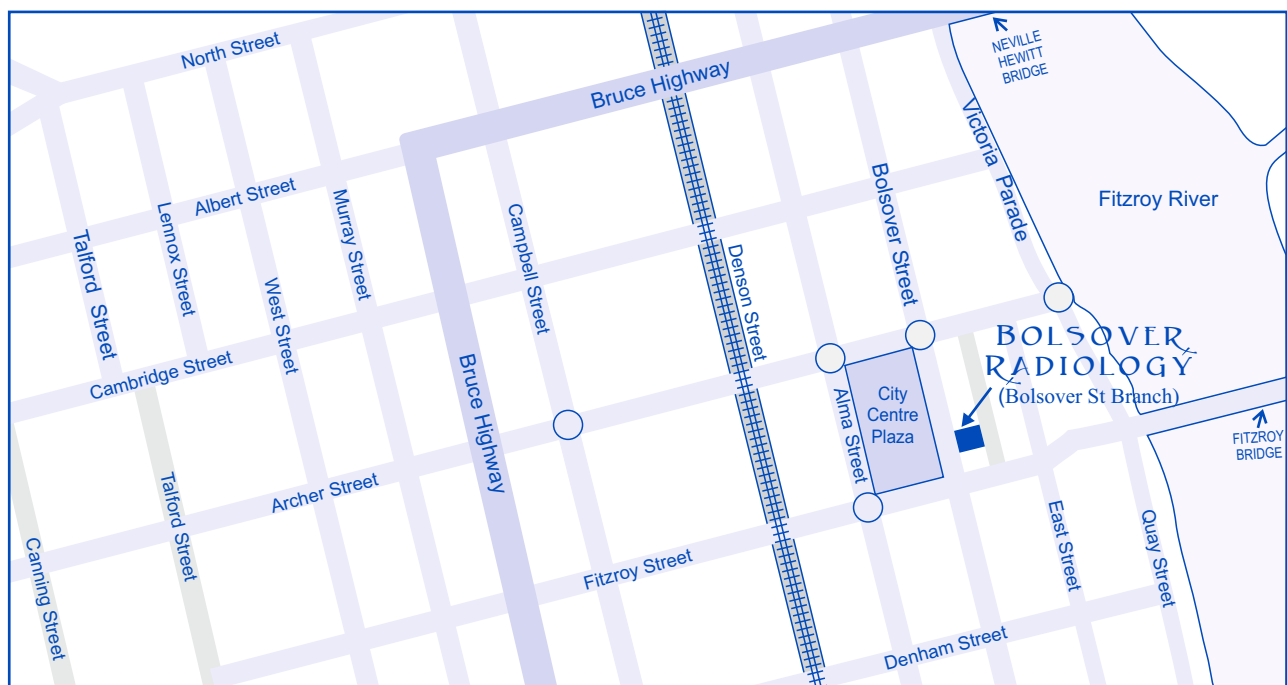 North Street
NEVILLE
HEWITT
BRIDGE
Bruce Highway
Victoria Parade
Albert Street
Lennox Street
Murray Street
Bolsover Street
Fitzroy River
Talford Street
Campbell Street
Denson Street
West Street
Cambridge Street
Bruce Highway
BOLSOVER
RADIOLOGY
(Bolsover St Branch)
City
Centre
Plaza
Alma Street
FITZROY
BRIDGE
Archer Street
Talford Street
Canning Street
Fitzroy Street
East Street
Quay Street
Denham Street